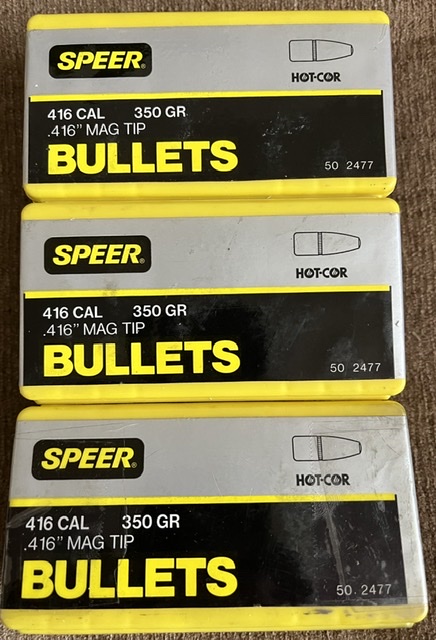 SPEER®
HOT-COR
416 CAL 350 GR
.416" MAG TIP
BULLETS
50 2477
SPEER®
HOT-COR
416 CAL 350 GR
.416" MAG TIP
BULLETS
50 2477
SPEER®
HOT-COR
416 CAL 350 GR
.416" MAG TIP
BULLETS
50 2477